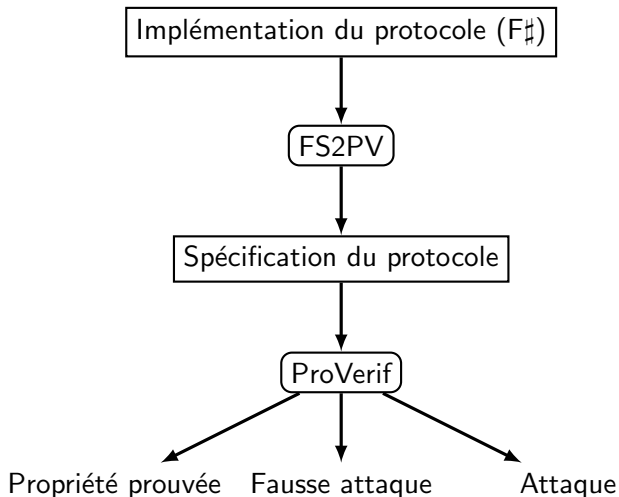 Implémentation du protocole (F♯)
FS2PV
Spécification du protocole
ProVerif
Propriété prouvée Fausse attaque Attaque